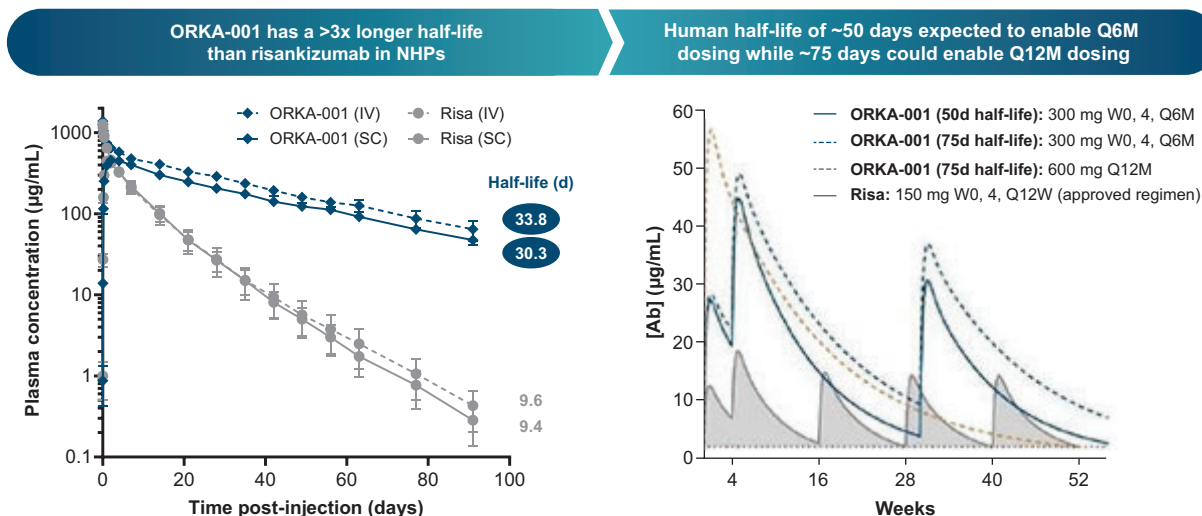 ORKA-001 has a >3x longer half-life
than risankizumab in NHPs
Human half-life of ~50 days expected to enable Q6M
dosing while ~75 days could enable Q12M dosing
ORKA-001 (IV)
ORKA-001 (SC)
Risa (IV)
Risa (SC)
Plasma concentration (µg/mL)
1000
100
10
1
0.1
0
20
40
60
80
100
Time post-injection (days)
Half-life (d)
33.8
30.3
9.6
9.4
ORKA-001 (50d half-life): 300 mg W0, 4, Q6M
ORKA-001 (75d half-life): 300 mg W0, 4, Q6M
ORKA-001 (75d half-life): 600 mg Q12M
Risa: 150 mg W0, 4, Q12W (approved regimen)
[Ab] (µg/mL)
60
50
40
30
20
10
0
4
16
28
40
52
Weeks